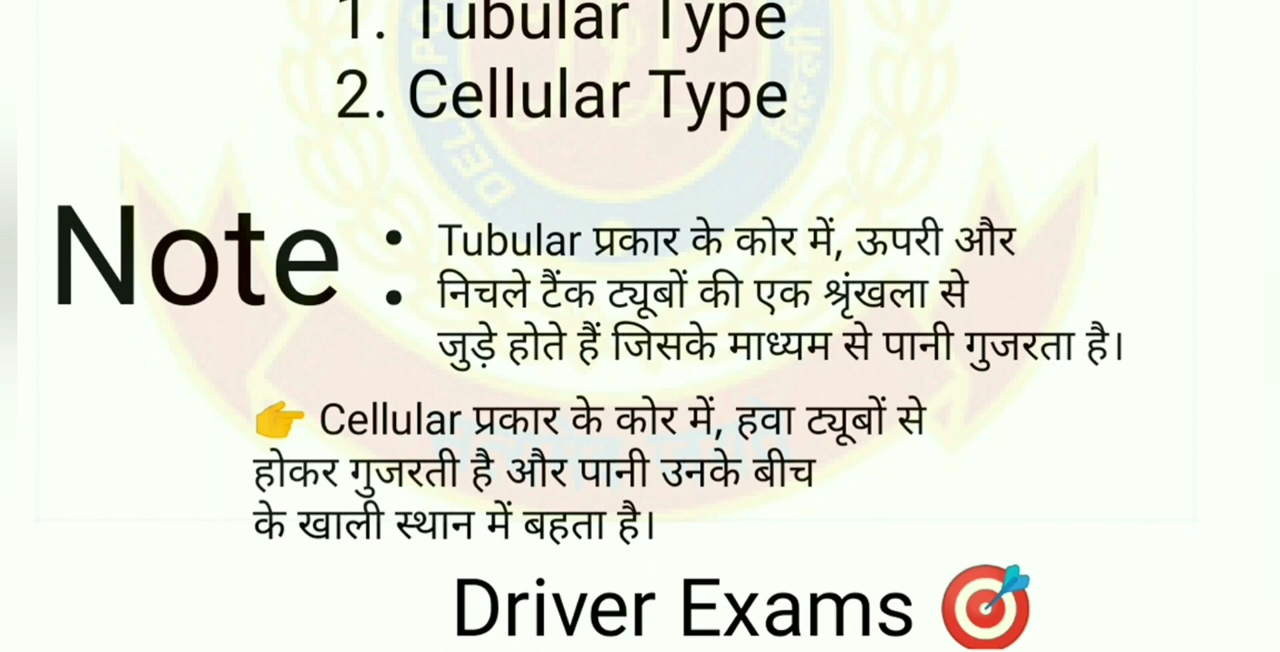 1. Tubular Type
2. Cellular Type
Note : Tubular प्रकार के कोर में, ऊपरी और
निचले टैंक ट्यूबों की एक श्रृंखला से
जुड़े होते हैं जिसके माध्यम से पानी गुजरता है।
👉 Cellular प्रकार के कोर में, हवा ट्यूबों से
होकर गुजरती है और पानी उनके बीच
के खाली स्थान में बहता है।
Driver Exams 🎯